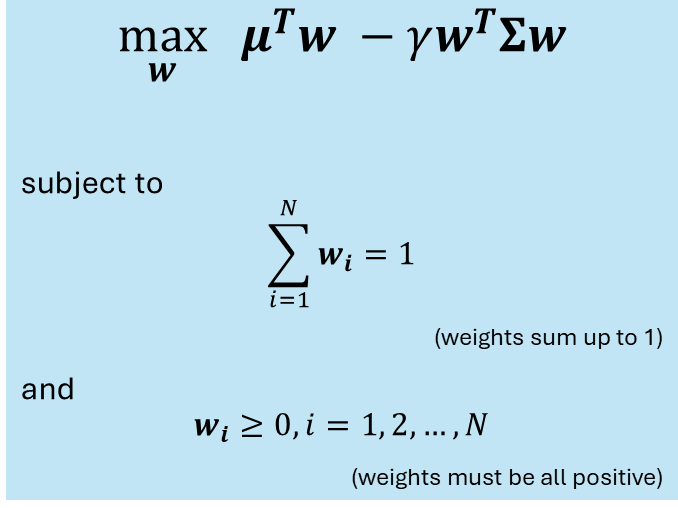 max μᵀw − γwᵀΣw
w
subject to
N
∑ wᵢ = 1
i=1
(weights sum up to 1)
and
wᵢ ≥ 0, i = 1, 2, … , N
(weights must be all positive)